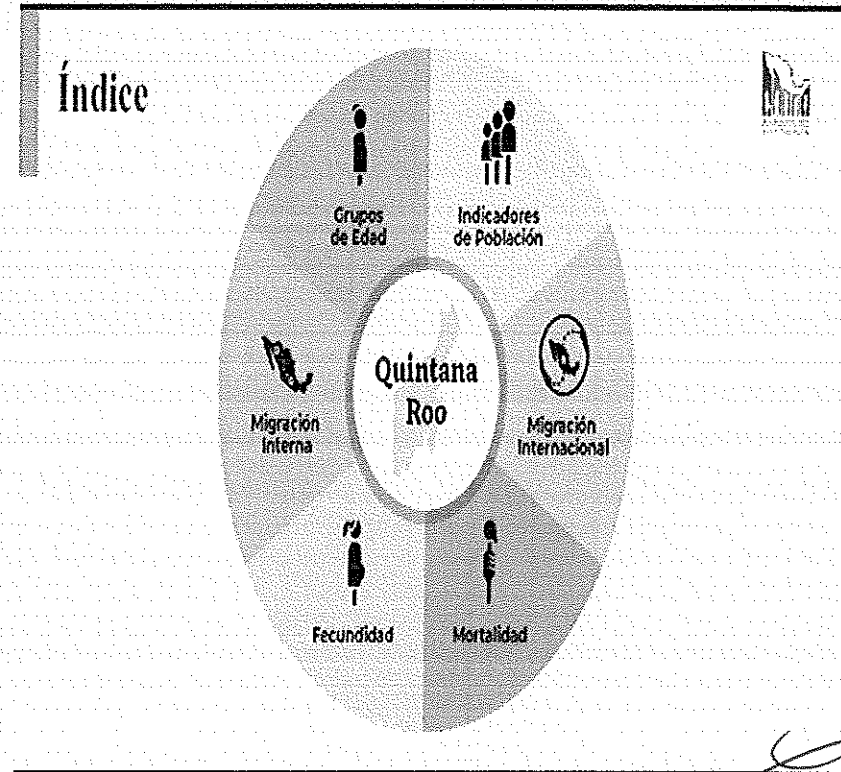 Índice
Grupos
de Edad
Indicadores
de Población
Quintana
Roo
Migración
Interna
Migración
Internacional
Fecundidad
Mortalidad